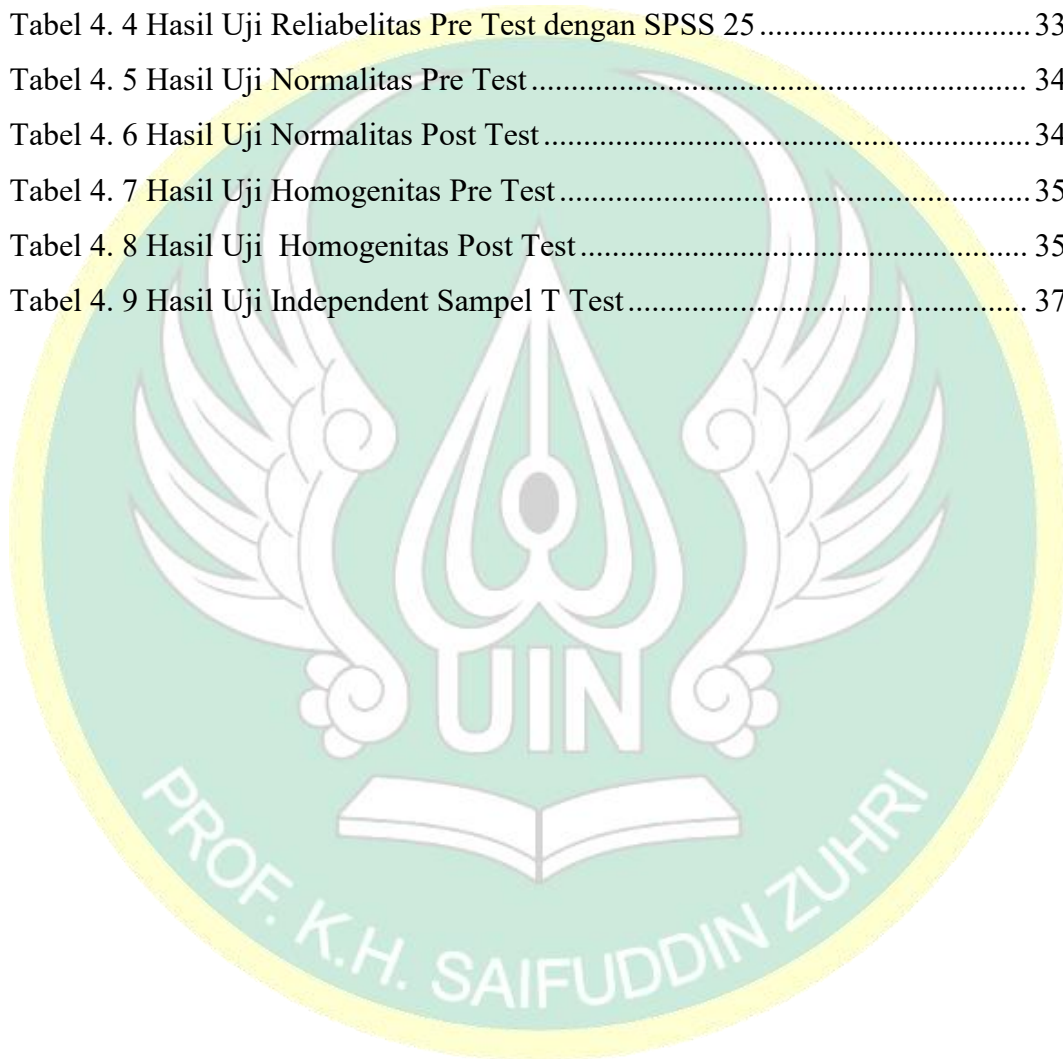 Tabel 4. 4 Hasil Uji Reliabelitas Pre Test dengan SPSS 25 .................................. 33
Tabel 4. 5 Hasil Uji Normalitas Pre Test ............................................................... 34
Tabel 4. 6 Hasil Uji Normalitas Post Test ............................................................. 34
Tabel 4. 7 Hasil Uji Homogenitas Pre Test ........................................................... 35
Tabel 4. 8 Hasil Uji  Homogenitas Post Test ........................................................ 35
Tabel 4. 9 Hasil Uji Independent Sampel T Test .................................................. 37
UIN
PROF. K.H. SAIFUDDIN ZUHRI